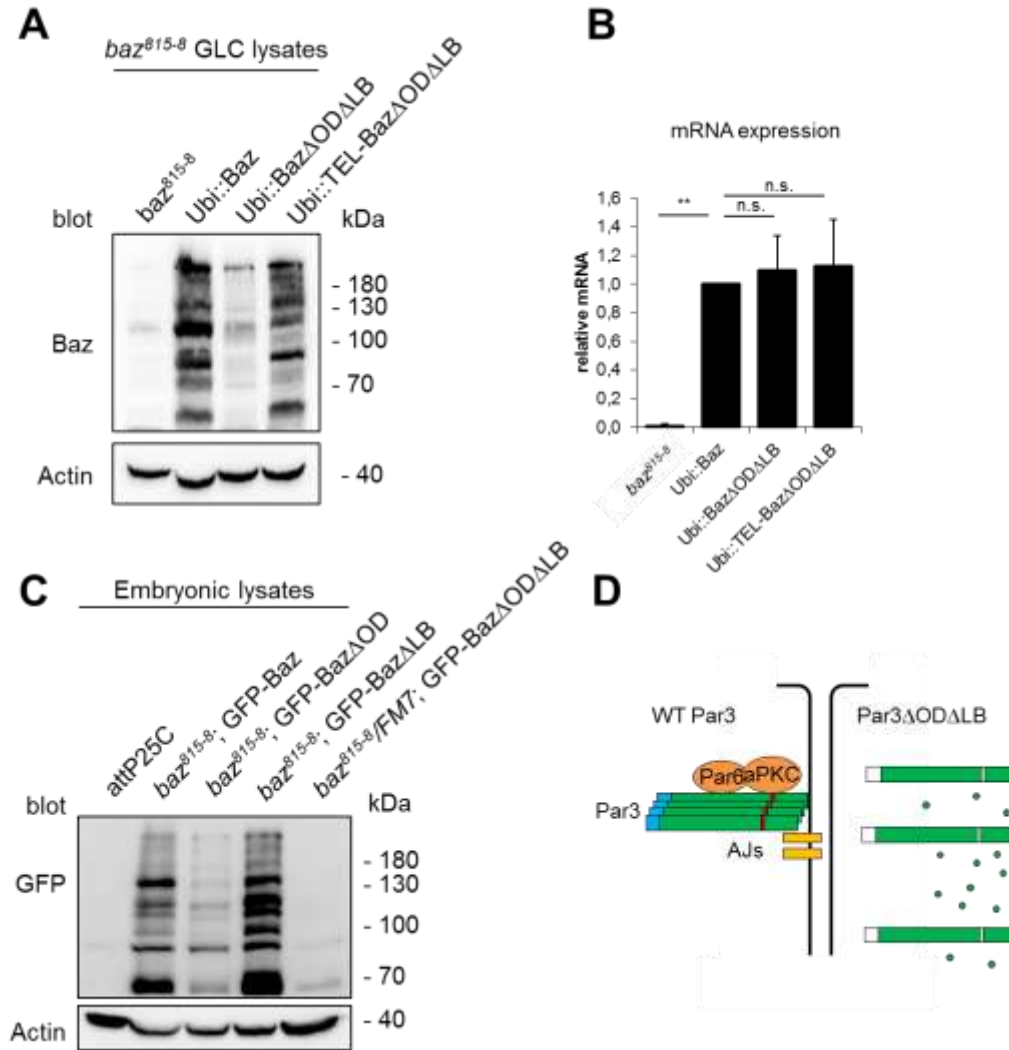 A
baz815-8 GLC lysates
baz815-8
Ubi::Baz
Ubi::BazΔODΔLB
Ubi::TEL-BazΔODΔLB
blot
kDa
Baz
- 180
- 130
- 100
- 70
Actin
- 40
B
mRNA expression
n.s.
**
n.s.
relative mRNA
1,6
1,4
1,2
1,0
0,8
0,6
0,4
0,2
0,0
baz815-8
Ubi::Baz
Ubi::BazΔODΔLB
Ubi::TEL-BazΔODΔLB
C
Embryonic lysates
attP25C
baz815-8; GFP-Baz
baz815-8; GFP-BazΔOD
baz815-8; GFP-BazΔLB
baz815-8/FM7; GFP-BazΔODΔLB
blot
kDa
GFP
- 180
- 130
- 100
- 70
Actin
- 40
D
WT Par3
Par3ΔODΔLB
Par6
aPKC
Par3
AJs